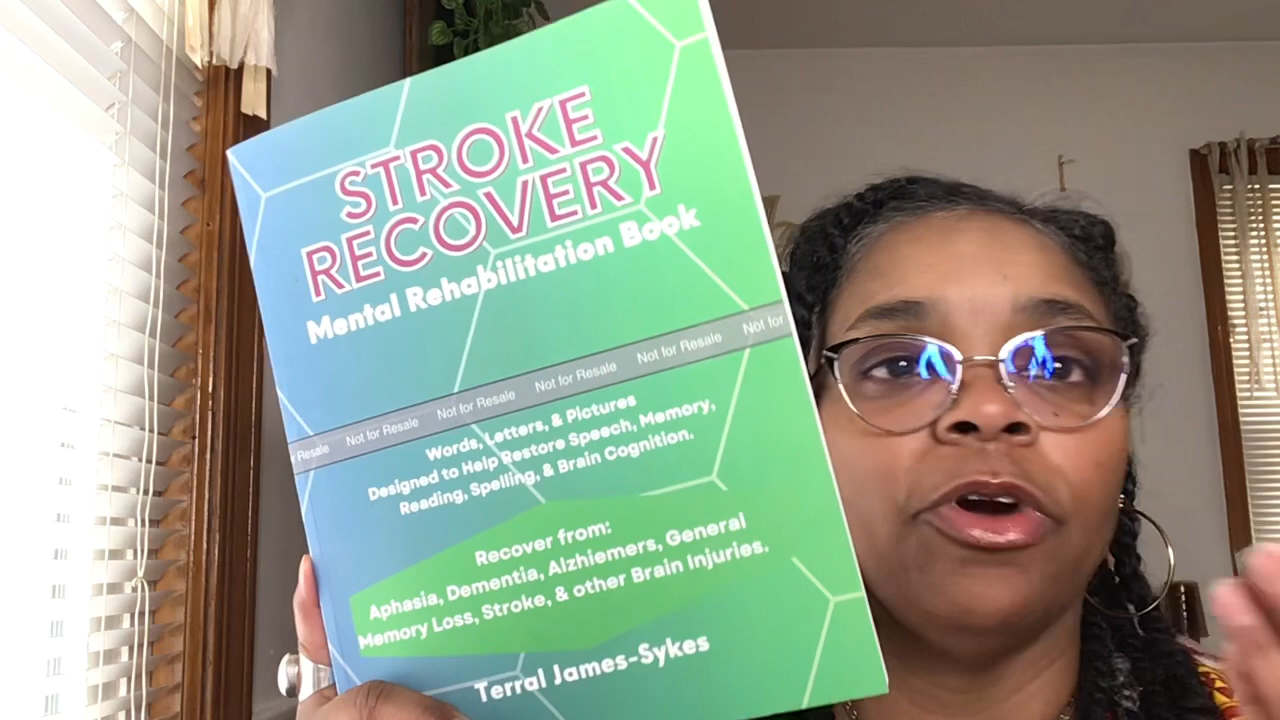 STROKE
RECOVERY
Mental Rehabilitation Book
Resale Not for Resale Not for Resale Not for Resale Not for Resale Not for
Words, Letters, & Pictures
Designed to Help Restore Speech, Memory,
Reading, Spelling, & Brain Cognition.
Recover from:
Aphasia, Dementia, Alzhiemers, General
Memory Loss, Stroke, & other Brain Injuries.
Terral James-Sykes